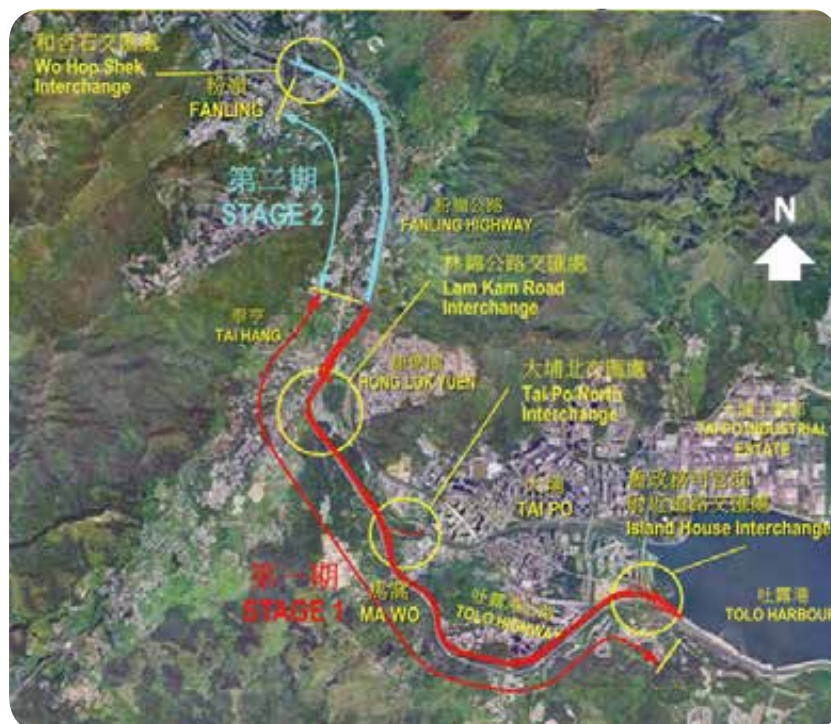 和合石交匯處
Wo Hop Shek
Interchange
粉嶺
FANLING
第二期
STAGE 2
粉嶺公路
FANLING HIGHWAY
N
林錦公路交匯處
Lam Kam Road
Interchange
泰亨
TAI HANG
康樂園
HONG LOK YUEN
大埔北交匯處
Tai Po North
Interchange
大埔工業邨
TAI PO INDUSTRIAL
ESTATE
大埔
TAI PO
Island House Interchange
第一期
STAGE 1
馬窩
MA WO
吐露港公路
TOLO HIGHWAY
吐露港
TOLO HARBOUR